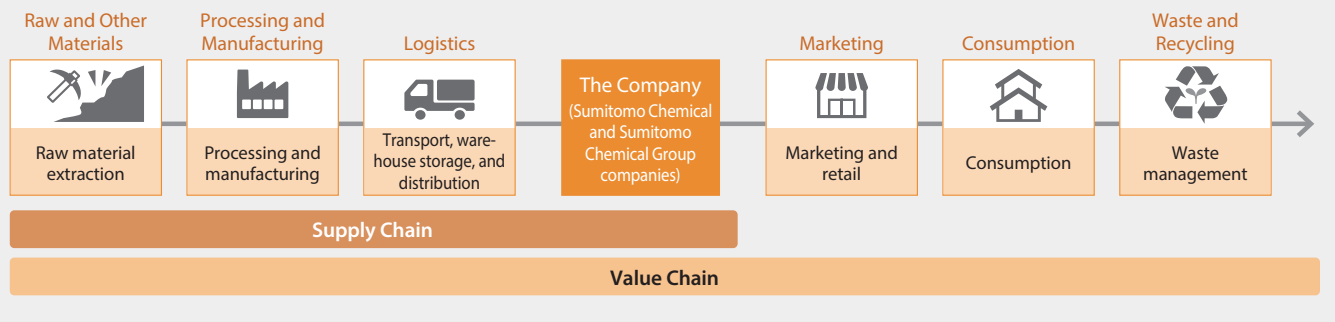 Raw and Other
Materials
Raw material
extraction
Processing and
Manufacturing
Processing and
manufacturing
Logistics
Transport, ware-
house storage, and
distribution
The Company
(Sumitomo Chemical
and Sumitomo
Chemical Group
companies)
Marketing
Marketing and
retail
Consumption
Consumption
Waste and
Recycling
Waste
management
Supply Chain
Value Chain